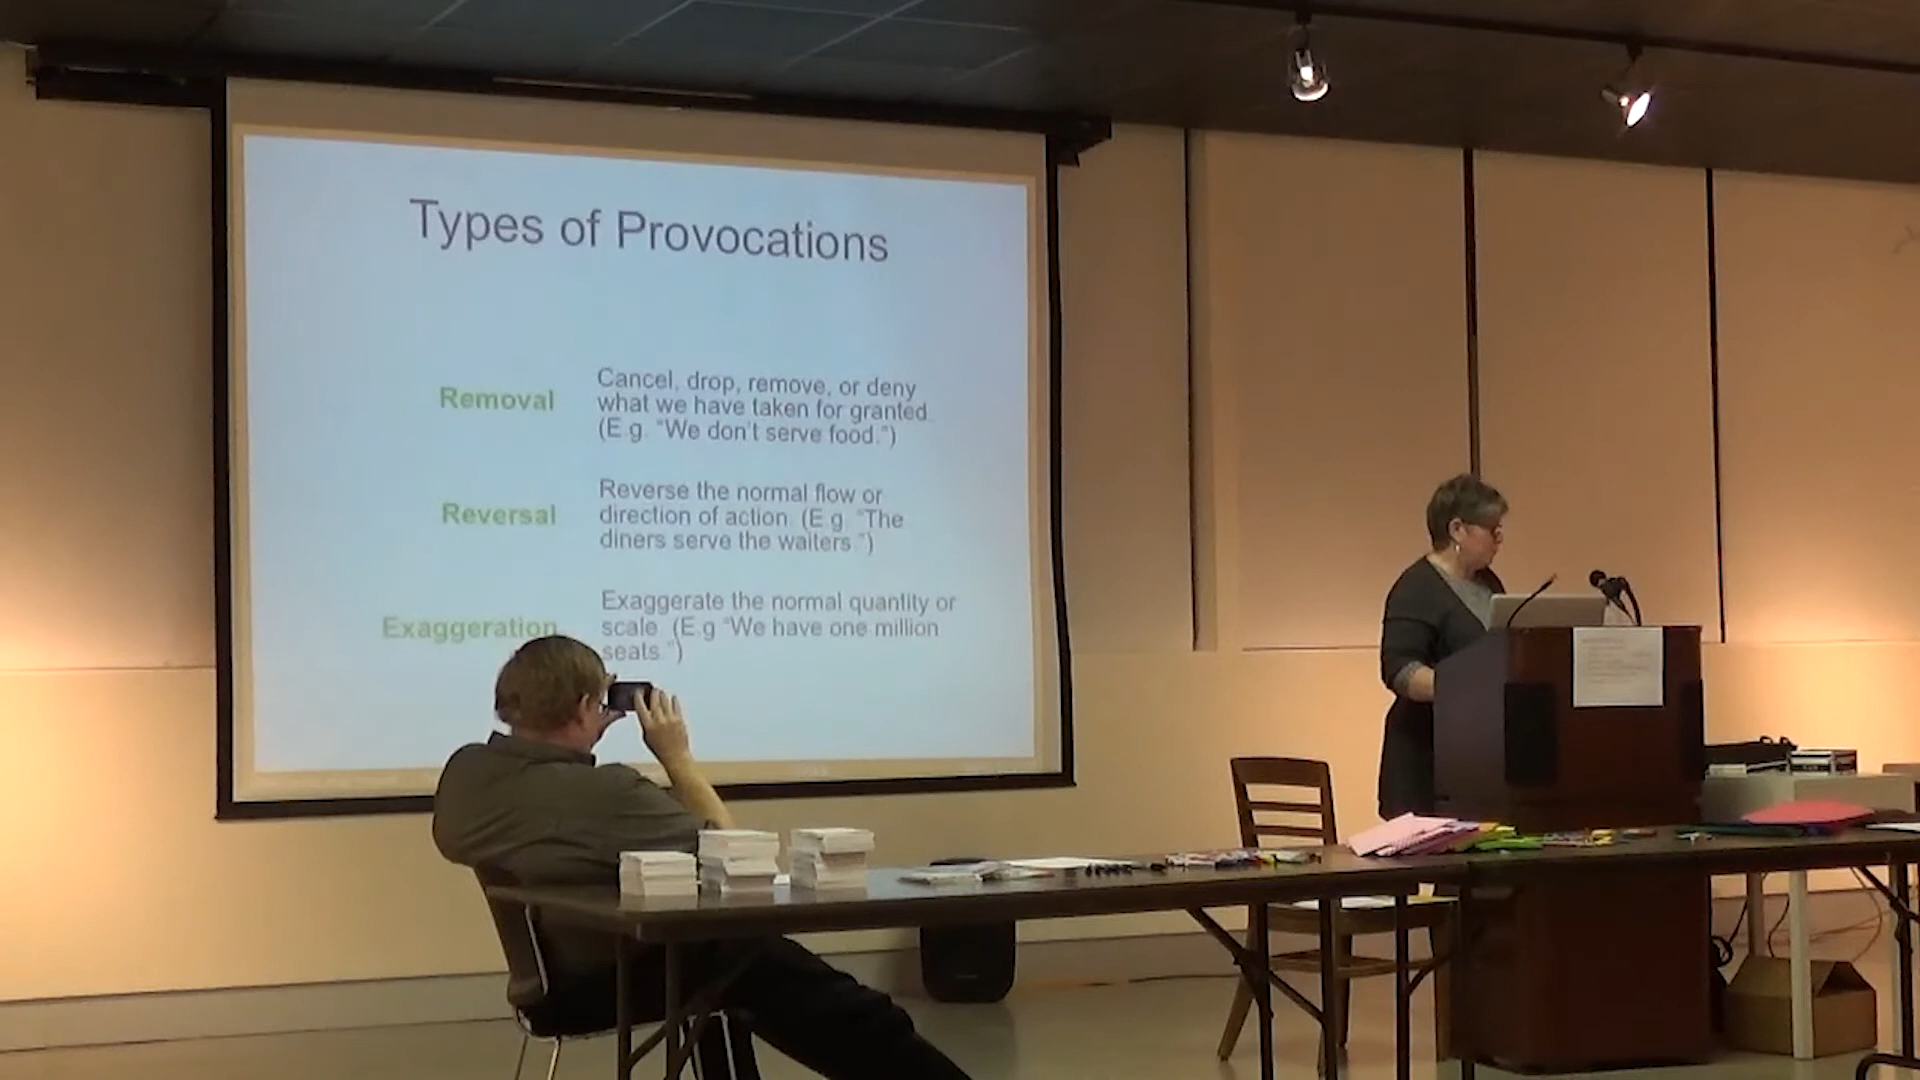 Types of Provocations
Removal
Cancel, drop, remove, or deny
what we have taken for granted.
(E.g. "We don't serve food.")
Reversal
Reverse the normal flow or
direction of action. (E.g. "The
diners serve the waiters.")
Exaggeration
Exaggerate the normal quantity or
scale. (E.g "We have one million
seats.")